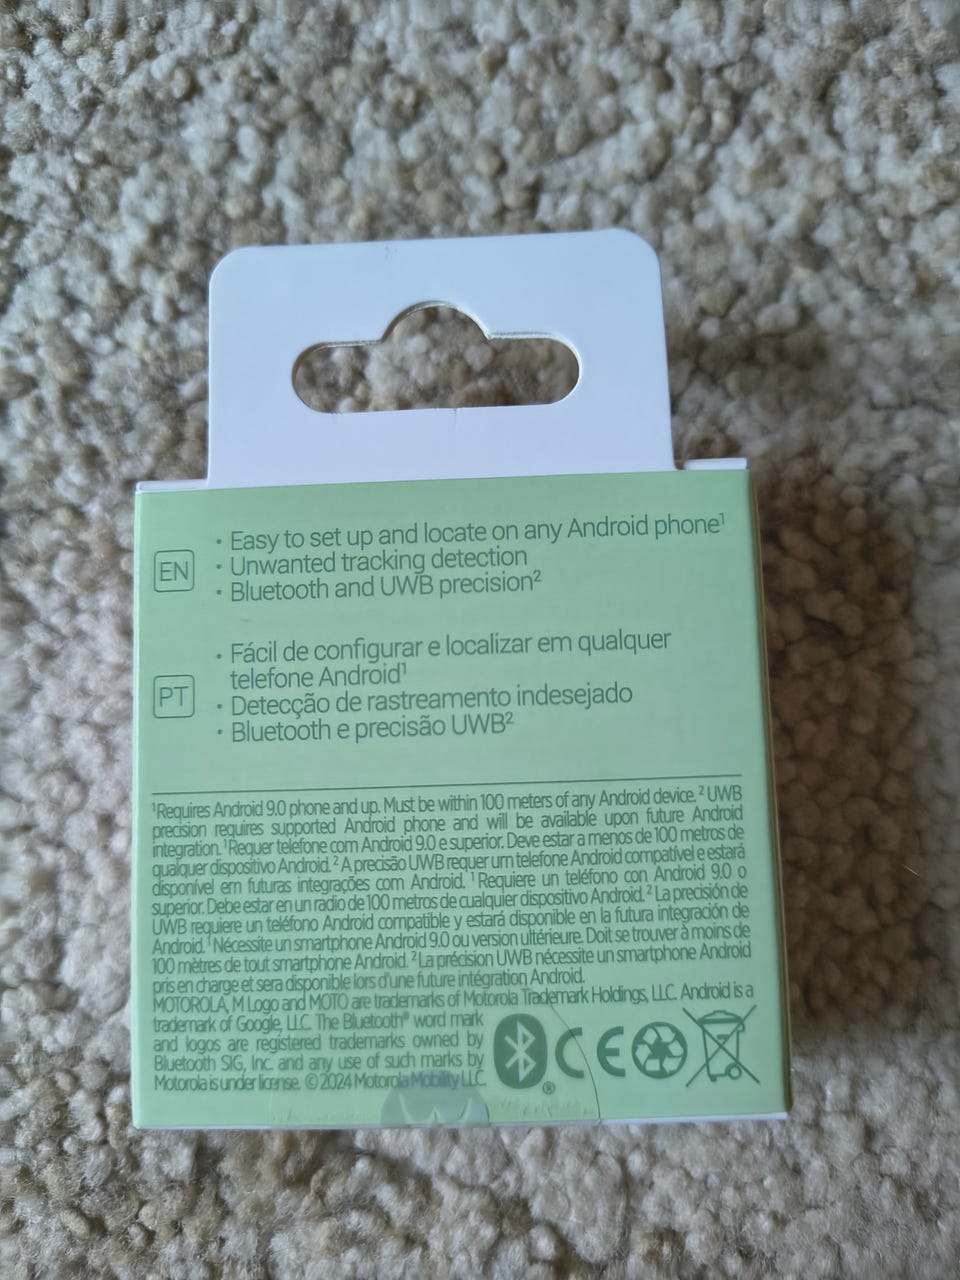 EN
• Easy to set up and locate on any Android phone¹
• Unwanted tracking detection
• Bluetooth and UWB precision²
PT
• Fácil de configurar e localizar em qualquer
telefone Android¹
• Detecção de rastreamento indesejado
• Bluetooth e precisão UWB²
¹Requires Android 9.0 phone and up. Must be within 100 meters of any Android device. ² UWB
precision requires supported Android phone and will be available upon future Android
integration. ¹Requer telefone com Android 9.0 e superior. Deve estar a menos de 100 metros de
qualquer dispositivo Android. ² A precisão UWB requer um telefone Android compatível e estará
disponível em futuras integrações com Android. ¹Requiere un teléfono con Android 9.0 o
superior. Debe estar en un radio de 100 metros de cualquier dispositivo Android. ² La precisión de
UWB requiere un teléfono Android compatible y estará disponible en la futura integración de
Android. ¹Nécessite un smartphone Android 9.0 ou version ultérieure. Doit se trouver à moins de
100 mètres de tout smartphone Android. ²La précision UWB nécessite un smartphone Android
pris en charge et sera disponible lors d'une future intégration Android.
MOTOROLA, M Logo and MOTO are trademarks of Motorola Trademark Holdings, LLC. Android is a
trademark of Google, LLC. The Bluetooth® word mark
and logos are registered trademarks owned by
Bluetooth SIG, Inc. and any use of such marks by
Motorola is under license. © 2024 Motorola Mobility LLC
® CE